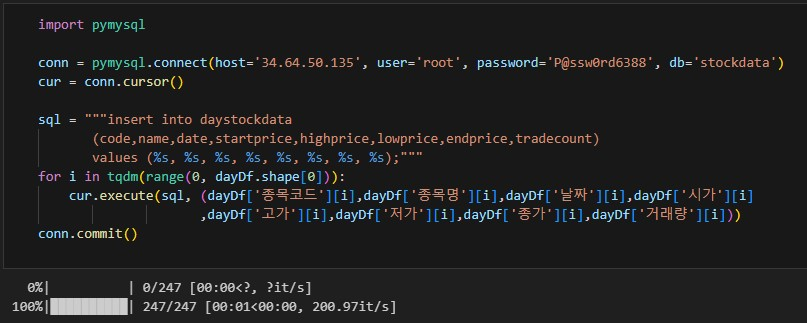 import pymysql
conn = pymysql.connect(host='34.64.50.135', user='root', password='P@ssw0rd6388', db='stockdata')
cur = conn.cursor()
sql = """insert into daystockdata
(code,name,date,startprice,highprice,lowprice,endprice,tradecount)
values (%s, %s, %s, %s, %s, %s, %s, %s);"""
for i in tqdm(range(0, dayDf.shape[0])):
cur.execute(sql, (dayDf['종목코드'][i],dayDf['종목명'][i],dayDf['날짜'][i],dayDf['시가'][i]
,dayDf['고가'][i],dayDf['저가'][i],dayDf['종가'][i],dayDf['거래량'][i]))
conn.commit()
0%| | 0/247 [00:00<?, ?it/s]
100%|██████████| 247/247 [00:01<00:00, 200.97it/s]